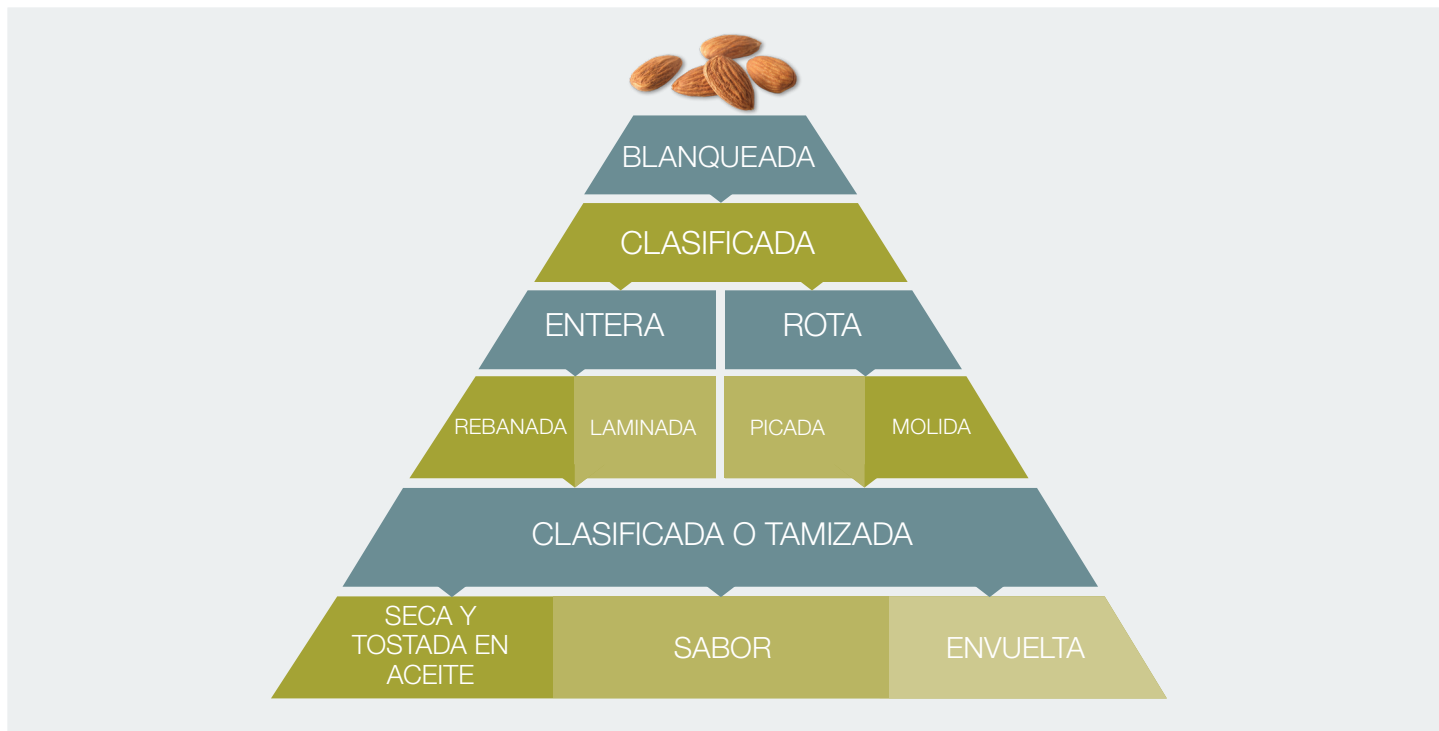 BLANQUEADA
CLASIFICADA
ENTERA
ROTA
REBANADA
LAMINADA
PICADA
MOLIDA
CLASIFICADA O TAMIZADA
SECA Y
TOSTADA EN
ACEITE
SABOR
ENVUELTA